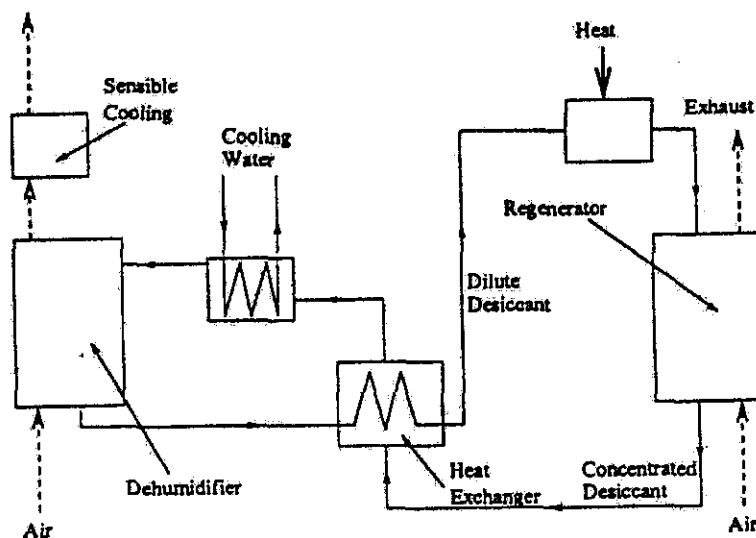 Heat
Sensible
Cooling
Exhaust
Cooling
Water
Regenerator
Dilute
Desiccant
Dehumidifier
Heat
Exchanger
Concentrated
Desiccant
Air
Air